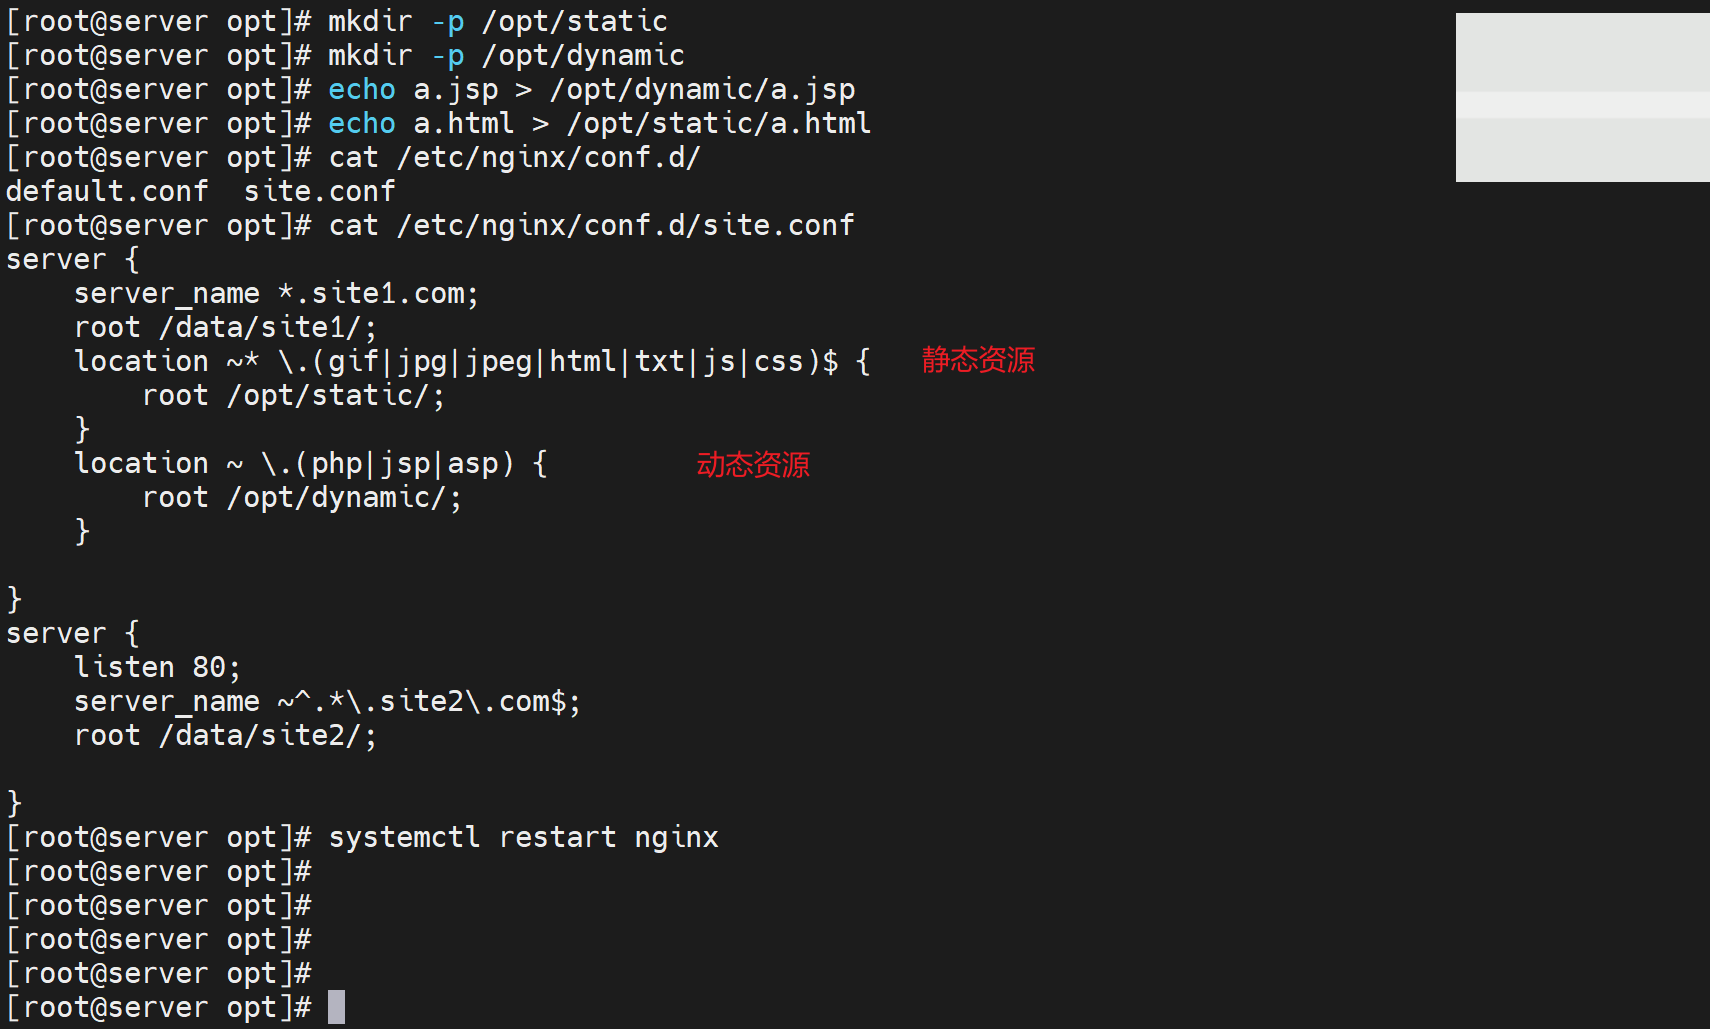 [root@server opt]# mkdir -p /opt/static
[root@server opt]# mkdir -p /opt/dynamic
[root@server opt]# echo a.jsp > /opt/dynamic/a.jsp
[root@server opt]# echo a.html > /opt/static/a.html
[root@server opt]# cat /etc/nginx/conf.d/
default.conf  site.conf
[root@server opt]# cat /etc/nginx/conf.d/site.conf
server {
    server_name *.site1.com;
    root /data/site1/;
    location ~* \.(gif|jpg|jpeg|html|txt|js|css)$ {   静态资源
        root /opt/static/;
    }
    location ~ \.(php|jsp|asp) {   动态资源
        root /opt/dynamic/;
    }
}
server {
    listen 80;
    server_name ~^.*\.site2\.com$;
    root /data/site2/;
}
[root@server opt]# systemctl restart nginx
[root@server opt]#
[root@server opt]#
[root@server opt]#
[root@server opt]#
[root@server opt]#